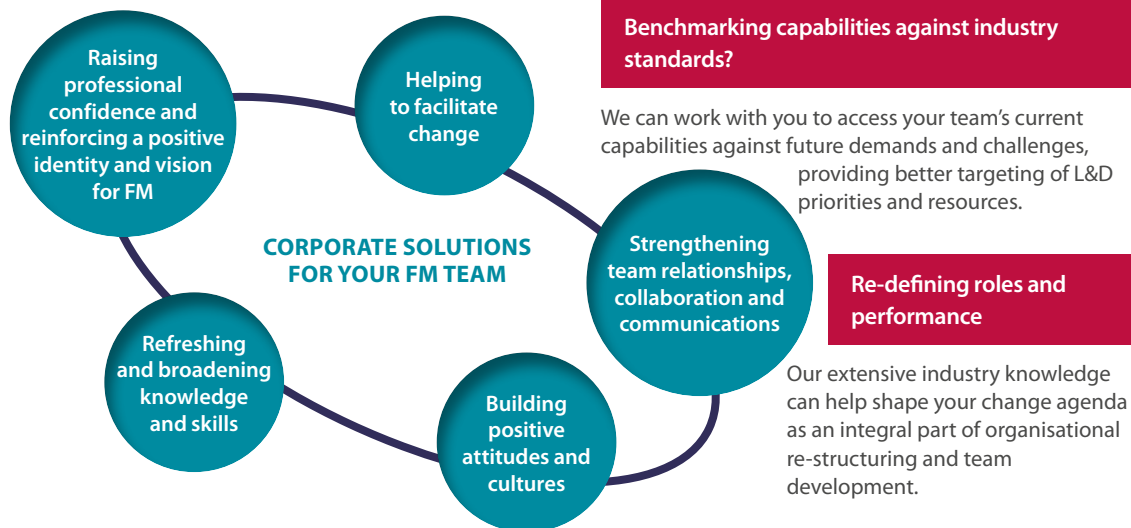 Raising
professional
confidence and
reinforcing a positive
identity and vision
for FM
Helping
to facilitate
change
CORPORATE SOLUTIONS
FOR YOUR FM TEAM
Strengthening
team relationships,
collaboration and
communications
Refreshing
and broadening
knowledge
and skills
Building
positive
attitudes and
cultures
Benchmarking capabilities against industry
standards?
We can work with you to access your team’s current
capabilities against future demands and challenges,
providing better targeting of L&D
priorities and resources.
Re-defining roles and
performance
Our extensive industry knowledge
can help shape your change agenda
as an integral part of organisational
re-structuring and team
development.